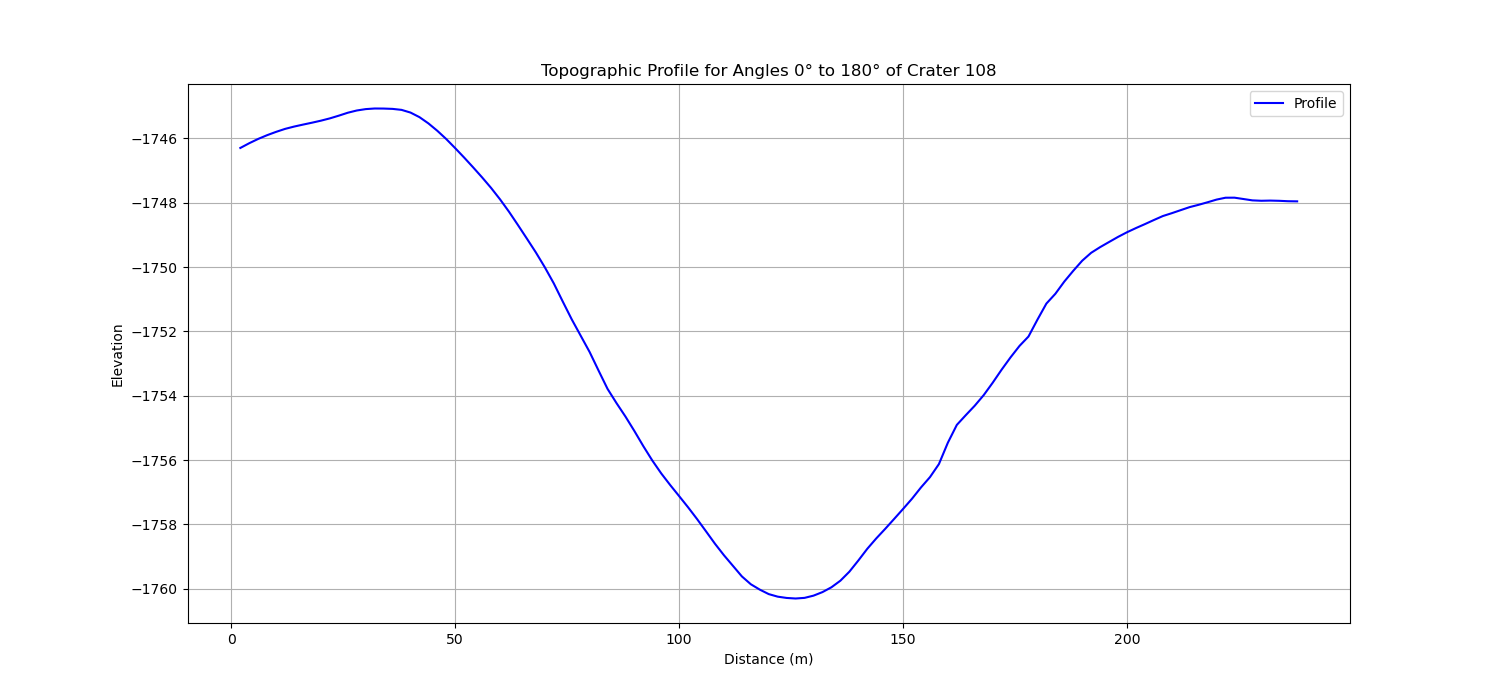 Topographic Profile for Angles 0° to 180° of Crater 108
Profile
Elevation
−1746
−1748
−1750
−1752
−1754
−1756
−1758
−1760
0 50 100 150 200
Distance (m)